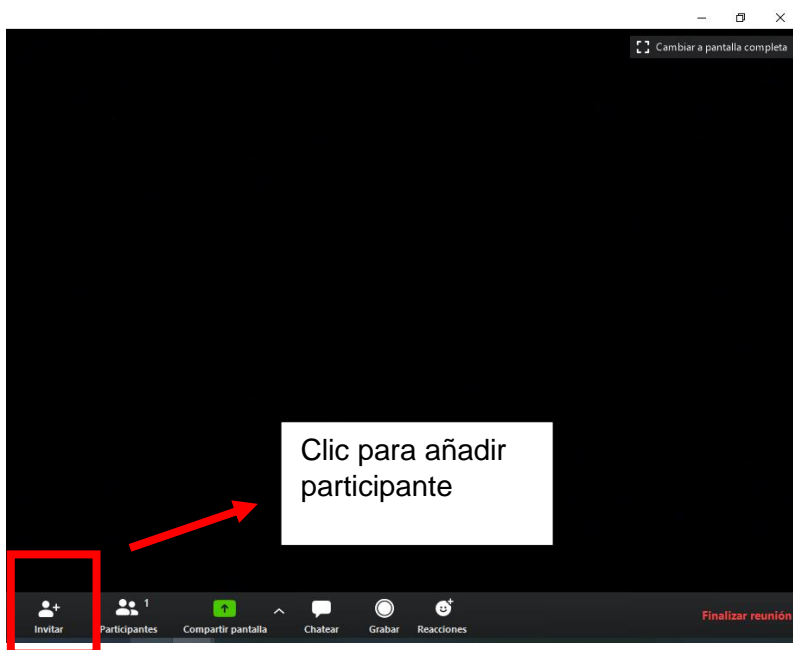 Cambiar a pantalla completa
Clic para añadir
participante
1
Invitar Participantes Compartir pantalla Chatear Grabar Reacciones Finalizar reunión